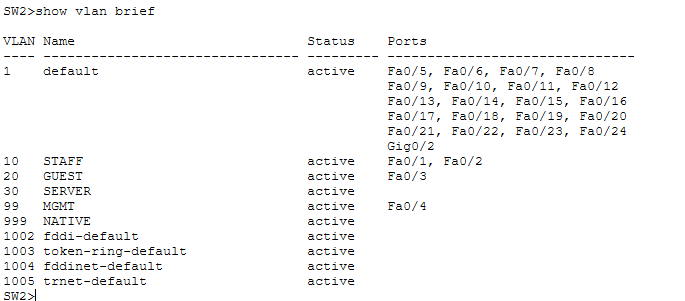 SW2>show vlan brief
VLAN Name                             Status    Ports
---- -------------------------------- --------- -------------------------------
1    default                          active    Fa0/5, Fa0/6, Fa0/7, Fa0/8
                                                Fa0/9, Fa0/10, Fa0/11, Fa0/12
                                                Fa0/13, Fa0/14, Fa0/15, Fa0/16
                                                Fa0/17, Fa0/18, Fa0/19, Fa0/20
                                                Fa0/21, Fa0/22, Fa0/23, Fa0/24
                                                Gig0/2
10   STAFF                            active    Fa0/1, Fa0/2
20   GUEST                            active    Fa0/3
30   SERVER                           active
99   MGMT                             active    Fa0/4
999  NATIVE                           active
1002 fddi-default                     active
1003 token-ring-default               active
1004 fddinet-default                  active
1005 trnet-default                    active
SW2>